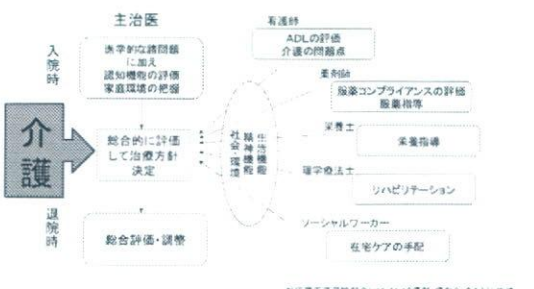 主治医
入院時
医学的な諸問題
に加え
認知機能の評価
家庭環境の把握
介護
総合的に評価
して治療方針
決定
退院時
総合評価・調整
生活機能
精神機能
社会・環境
看護師
ADLの評価
介護の問題点
薬剤師
服薬コンプライアンスの評価
服薬指導
栄養士
栄養指導
理学療法士
リハビリテーション
ソーシャルワーカー
在宅ケアの手配